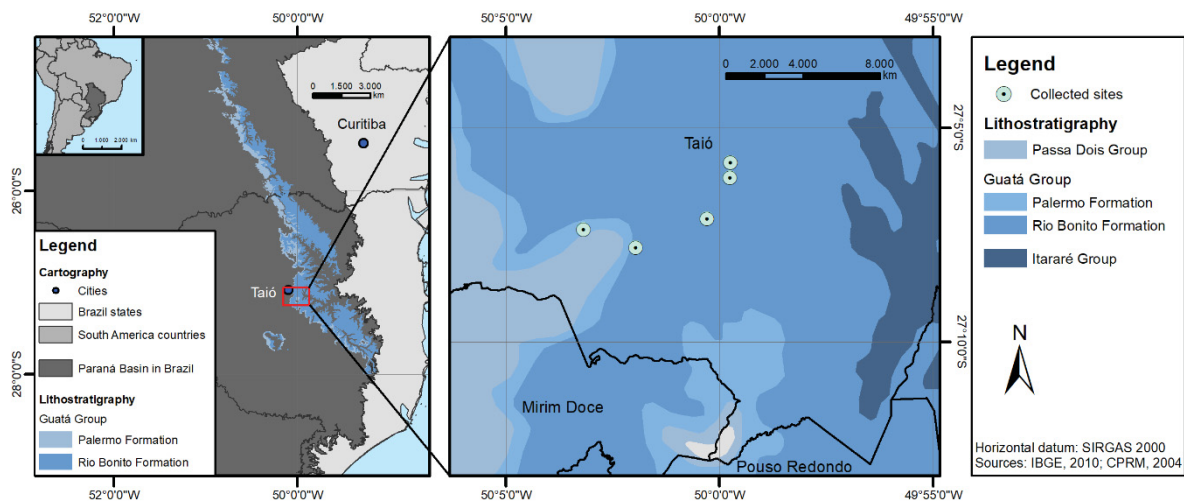 52°0'0"W
50°0'0"W
50°5'W
50°0'W
49°55'W
0 1.000 2.000 km
0 1.500 3.000
km
Curitiba
26°0'0"S
28°0'0"S
Taió
Legend
Cartography
Cities
Brazil states
South America countries
Paraná Basin in Brazil
Lithostratigraphy
Guatá Group
Palermo Formation
Rio Bonito Formation
52°0'0"W
50°0'0"W
0 2.000 4.000 8.000
km
Taió
Mirim Doce
Pouso Redondo
27°5'0"S
27°10'0"S
50°5'W
50°0'W
49°55'W
Legend
Collected sites
Lithostratigraphy
Passa Dois Group
Guatá Group
Palermo Formation
Rio Bonito Formation
Itararé Group
N
Horizontal datum: SIRGAS 2000
Sources: IBGE, 2010; CPRM, 2004